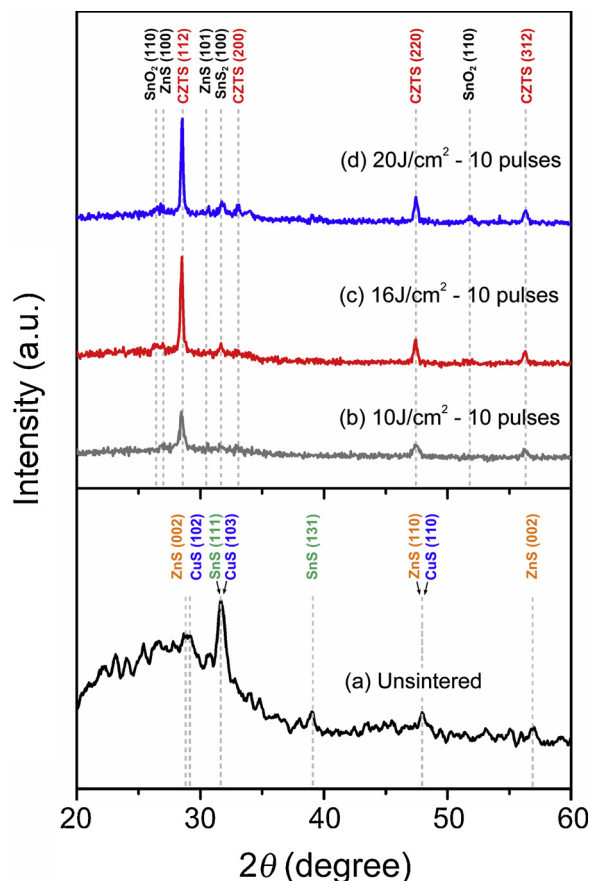 SnO₂ (110)
ZnS (100)
CZTS (112)
ZnS (101)
SnS₂ (100)
CZTS (200)
CZTS (220)
SnO₂ (110)
CZTS (312)
(d) 20J/cm² - 10 pulses
(c) 16J/cm² - 10 pulses
(b) 10J/cm² - 10 pulses
Intensity (a.u.)
ZnS (002)
CuS (102)
SnS (111)
CuS (103)
SnS (131)
ZnS (110)
CuS (110)
ZnS (002)
(a) Unsintered
20 30 40 50 60
2θ (degree)